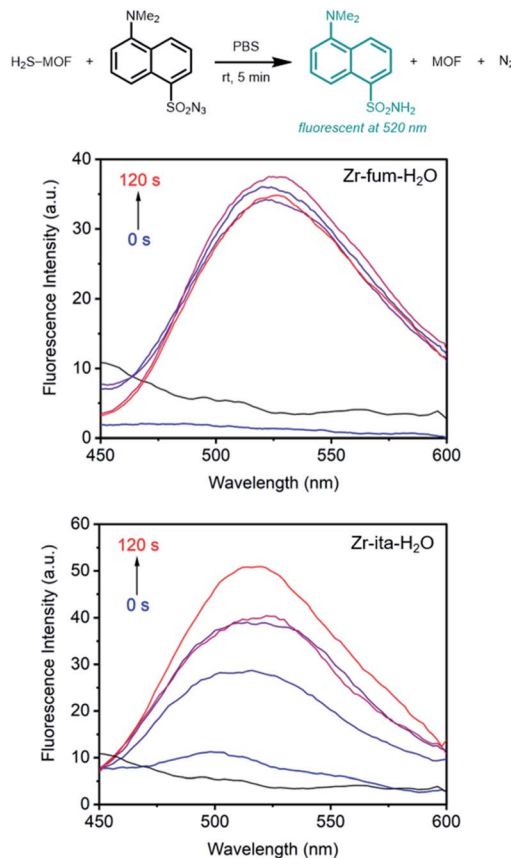 NMe₂
NMe₂
H₂S–MOF + PBS + MOF + N₂
rt, 5 min
SO₂N₃
SO₂NH₂
fluorescent at 520 nm
Zr-fum-H₂O
120 s
0 s
40
30
20
10
0
Fluorescence Intensity (a.u.)
450 500 550 600
Wavelength (nm)
Zr-ita-H₂O
120 s
0 s
60
50
40
30
20
10
0
Fluorescence Intensity (a.u.)
450 500 550 600
Wavelength (nm)